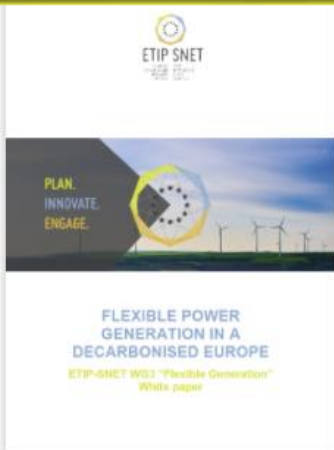 ETIP SNET
PLAN.
INNOVATE.
ENGAGE.
FLEXIBLE POWER
GENERATION IN A
DECARBONISED EUROPE
ETIP-SNET WG3 "Flexible Generation"
White paper